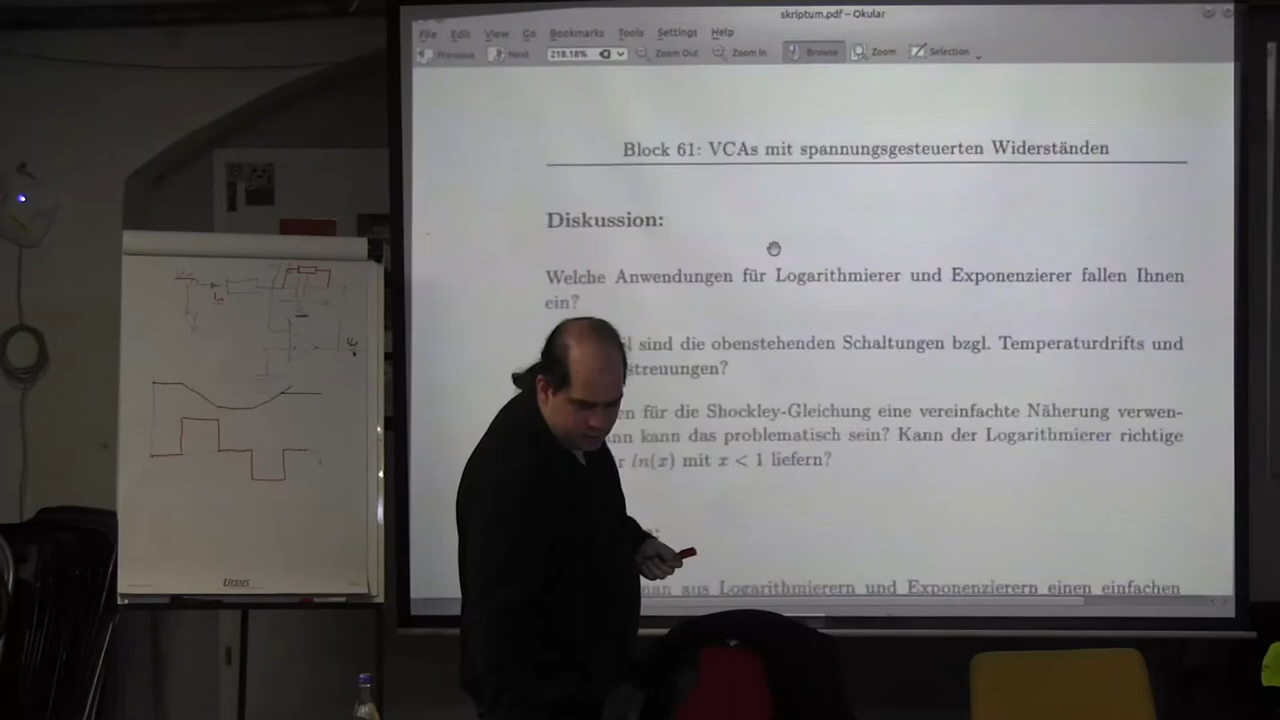 skriptum.pdf – Okular
File Edit View Go Bookmarks Tools Settings Help
Previous Next 218.18% Zoom Out Zoom In Browse Zoom Selection
Block 61: VCAs mit spannungsgesteuerten Widerständen
Diskussion:
Welche Anwendungen für Logarithmierer und Exponenzierer fallen Ihnen
ein?
sind die obenstehenden Schaltungen bzgl. Temperaturdrifts und
streuungen?
en für die Shockley-Gleichung eine vereinfachte Näherung verwen-
nn kann das problematisch sein? Kann der Logarithmierer richtige
r ln(x) mit x < 1 liefern?
man aus Logarithmierern und Exponenzierern einen einfachen